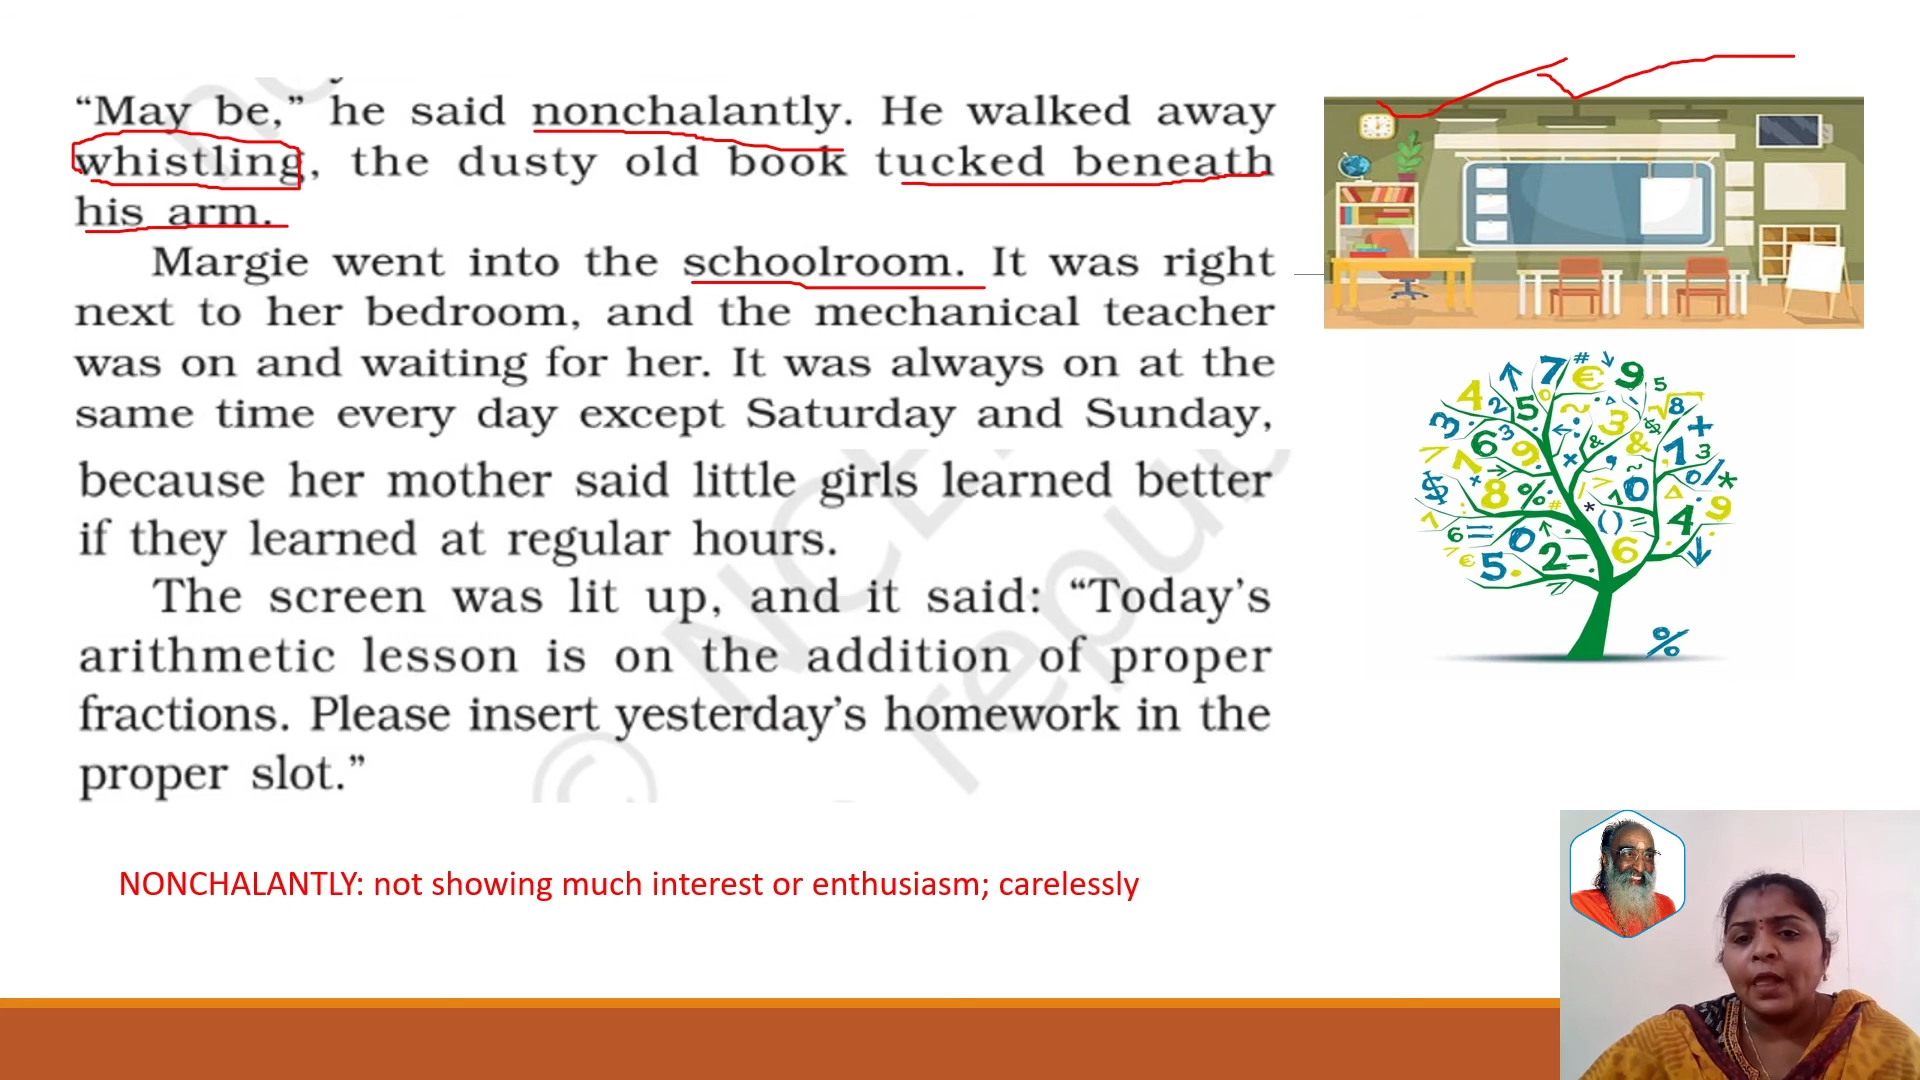 “May be,” he said nonchalantly. He walked away
whistling, the dusty old book tucked beneath
his arm.
Margie went into the schoolroom. It was right
next to her bedroom, and the mechanical teacher
was on and waiting for her. It was always on at the
same time every day except Saturday and Sunday,
because her mother said little girls learned better
if they learned at regular hours.
The screen was lit up, and it said: “Today’s
arithmetic lesson is on the addition of proper
fractions. Please insert yesterday’s homework in the
proper slot.”
NONCHALANTLY: not showing much interest or enthusiasm; carelessly